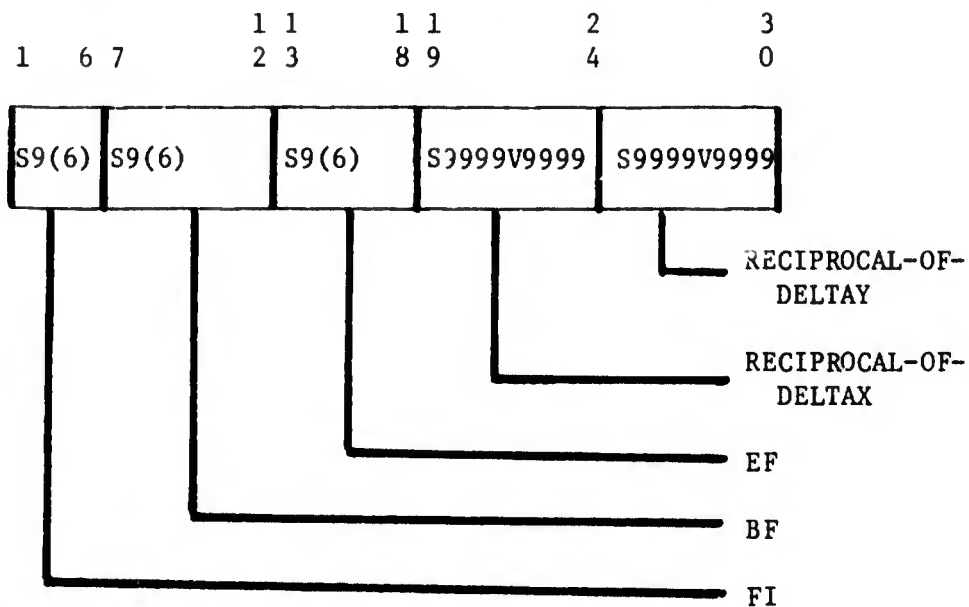 1 1 1 1 2 3
1 6 7 2 3 8 9 4 0
S9(6) S9(6) S9(6) S9999V9999 S9999V9999
RECIPROCAL-OF-
DELTAY
RECIPROCAL-OF-
DELTAX
EF
BF
FI